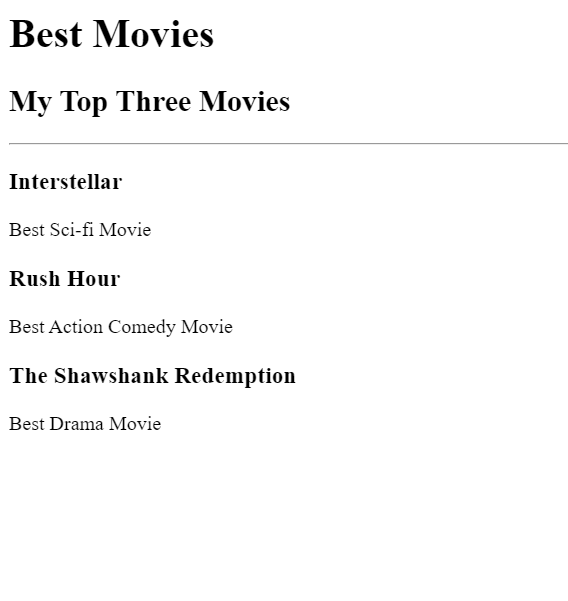 Best Movies
My Top Three Movies
Interstellar
Best Sci-fi Movie
Rush Hour
Best Action Comedy Movie
The Shawshank Redemption
Best Drama Movie